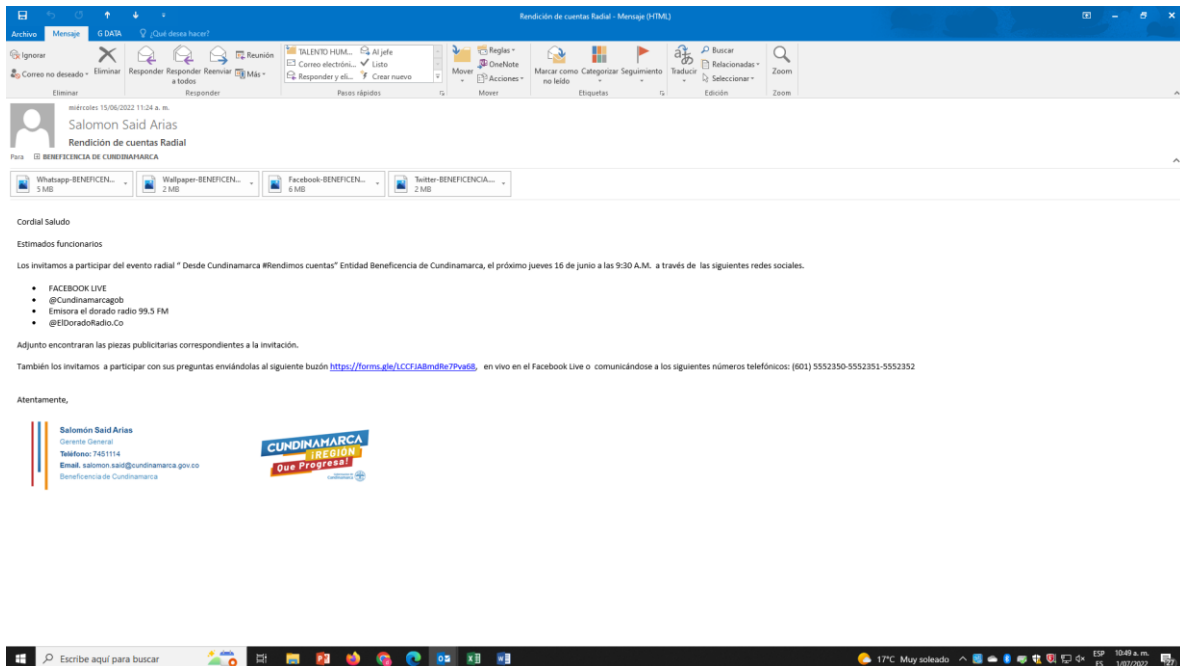 Rendición de cuentas Radial - Mensaje (HTML)
Archivo Mensaje G DATA ¿Qué desea hacer?
Ignorar
Correo no deseado
Eliminar
Responder
Responder a todos
Reenviar
Reunión
Más
TALENTO HUM...
Correo electróni...
Responder y eli...
Al jefe
Listo
Crear nuevo
Mover
Reglas
OneNote
Acciones
Marcar como no leído
Categorizar
Seguimiento
Traducir
Buscar
Relacionadas
Seleccionar
Zoom
Eliminar Responder Pasos rápidos Mover Etiquetas Edición Zoom
miércoles 15/06/2022 11:24 a. m.
Salomon Said Arias
Rendición de cuentas Radial
Para BENEFICENCIA DE CUNDINAMARCA
Whatsapp-BENEFICEN...
5 MB
Wallpaper-BENEFICEN...
2 MB
Facebook-BENEFICEN...
6 MB
Twitter-BENEFICENCIA...
2 MB
Cordial Saludo
Estimados funcionarios
Los invitamos a participar del evento radial “ Desde Cundinamarca #Rendimos cuentas” Entidad Beneficencia de Cundinamarca, el próximo jueves 16 de junio a las 9:30 A.M. a través de las siguientes redes sociales.
• FACEBOOK LIVE
• @Cundinamarcagob
• Emisora el dorado radio 99.5 FM
• @ElDoradoRadio.Co
Adjunto encontraran las piezas publicitarias correspondientes a la invitación.
También los invitamos a participar con sus preguntas enviándolas al siguiente buzón https://forms.gle/LCCFJABmdRe7Pva68, en vivo en el Facebook Live o comunicándose a los siguientes números telefónicos: (601) 5552350-5552351-5552352
Atentamente,
Salomón Said Arias
Gerente General
Teléfono: 7451114
Email. salomon.said@cundinamarca.gov.co
Beneficencia de Cundinamarca
CUNDINAMARCA
¡REGIÓN
Que Progresa!
Cundinamarca
Escribe aquí para buscar
17°C Muy soleado
ESP
ES
10:49 a. m.
1/07/2022
27